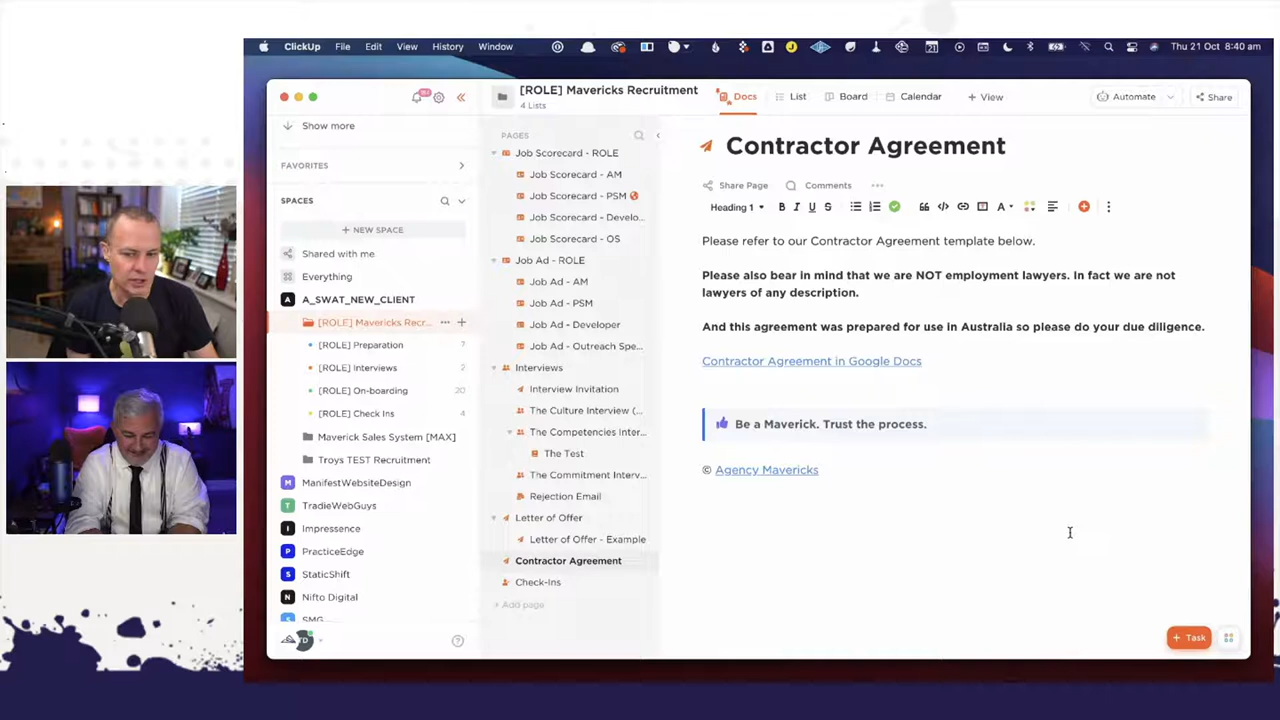 ClickUp File Edit View History Window Thu 21 Oct 8:40 am
Show more
FAVORITES
SPACES
+ NEW SPACE
Shared with me
Everything
A A_SWAT_NEW_CLIENT
[ROLE] Mavericks Recr...
[ROLE] Preparation 7
[ROLE] Interviews 2
[ROLE] On-boarding 20
[ROLE] Check Ins 4
Maverick Sales System [MAX]
Troys TEST Recruitment
M ManifestWebsiteDesign
T TradieWebGuys
I Impressence
P PracticeEdge
S StaticShift
N Nifto Digital
SMG
[ROLE] Mavericks Recruitment
4 Lists
Docs List Board Calendar + View Automate Share
PAGES
Job Scorecard - ROLE
Job Scorecard - AM
Job Scorecard - PSM
Job Scorecard - Develo...
Job Scorecard - OS
Job Ad - ROLE
Job Ad - AM
Job Ad - PSM
Job Ad - Developer
Job Ad - Outreach Spe...
Interviews
Interview Invitation
The Culture Interview (...
The Competencies Inter...
The Test
The Commitment Interv...
Rejection Email
Letter of Offer
Letter of Offer - Example
Contractor Agreement
Check-Ins
+ Add page
Contractor Agreement
Share Page Comments
Heading 1 B I U S A
Please refer to our Contractor Agreement template below.
Please also bear in mind that we are NOT employment lawyers. In fact we are not
lawyers of any description.
And this agreement was prepared for use in Australia so please do your due diligence.
Contractor Agreement in Google Docs
Be a Maverick. Trust the process.
© Agency Mavericks
+ Task